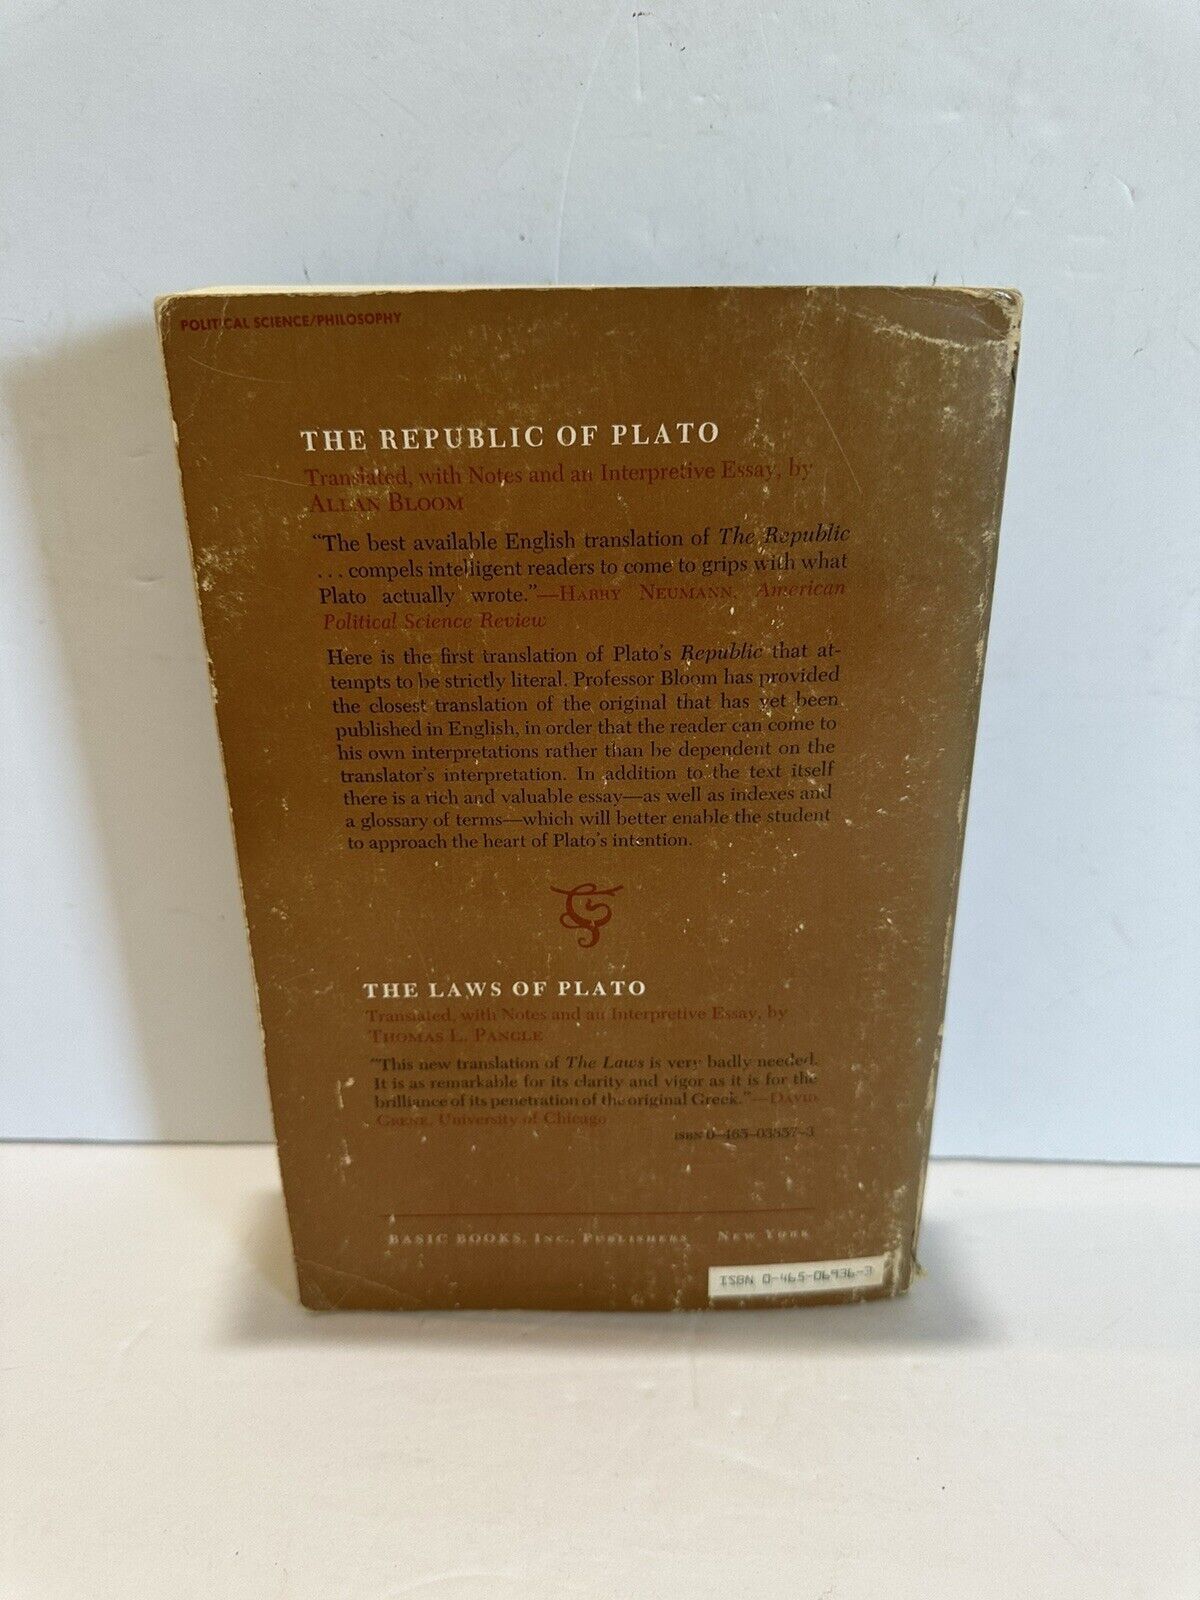 POLITICAL SCIENCE/PHILOSOPHY
THE REPUBLIC OF PLATO
Translated, with Notes and an Interpretive Essay, by
ALLAN BLOOM
“The best available English translation of The Republic
. . . compels intelligent readers to come to grips with what
Plato actually wrote.”—HARRY NEUMANN, American
Political Science Review
Here is the first translation of Plato’s Republic that at-
tempts to be strictly literal. Professor Bloom has provided
the closest translation of the original that has yet been
published in English, in order that the reader can come to
his own interpretations rather than be dependent on the
translator’s interpretation. In addition to the text itself
there is a rich and valuable essay—as well as indexes and
a glossary of terms—which will better enable the student
to approach the heart of Plato’s intention.
THE LAWS OF PLATO
Translated, with Notes and an Interpretive Essay, by
THOMAS L. PANGLE
“This new translation of The Laws is very badly needed.
It is as remarkable for its clarity and vigor as it is for the
brilliance of its penetration of the original Greek.”—DAVID
GRENE, University of Chicago
ISBN 0-465-03857-3
BASIC BOOKS, INC., PUBLISHERS NEW YORK
ISBN 0-465-06936-3